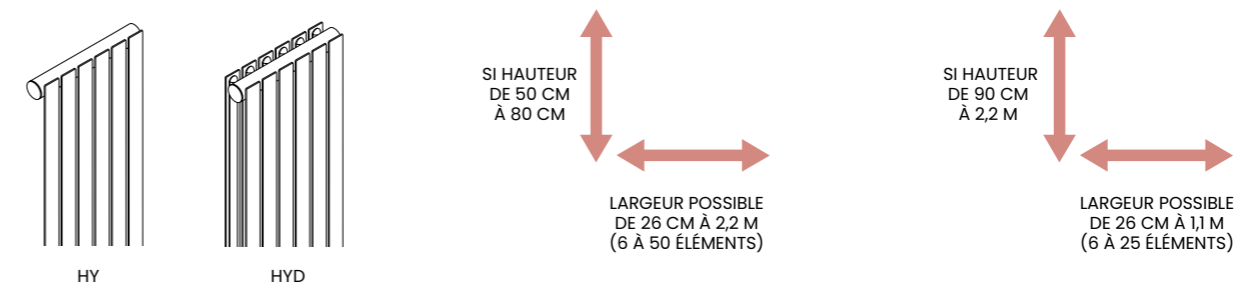 HY
HYD
SI HAUTEUR
DE 50 CM
À 80 CM
LARGEUR POSSIBLE
DE 26 CM À 2,2 M
(6 À 50 ÉLÉMENTS)
SI HAUTEUR
DE 90 CM
À 2,2 M
LARGEUR POSSIBLE
DE 26 CM À 1,1 M
(6 À 25 ÉLÉMENTS)